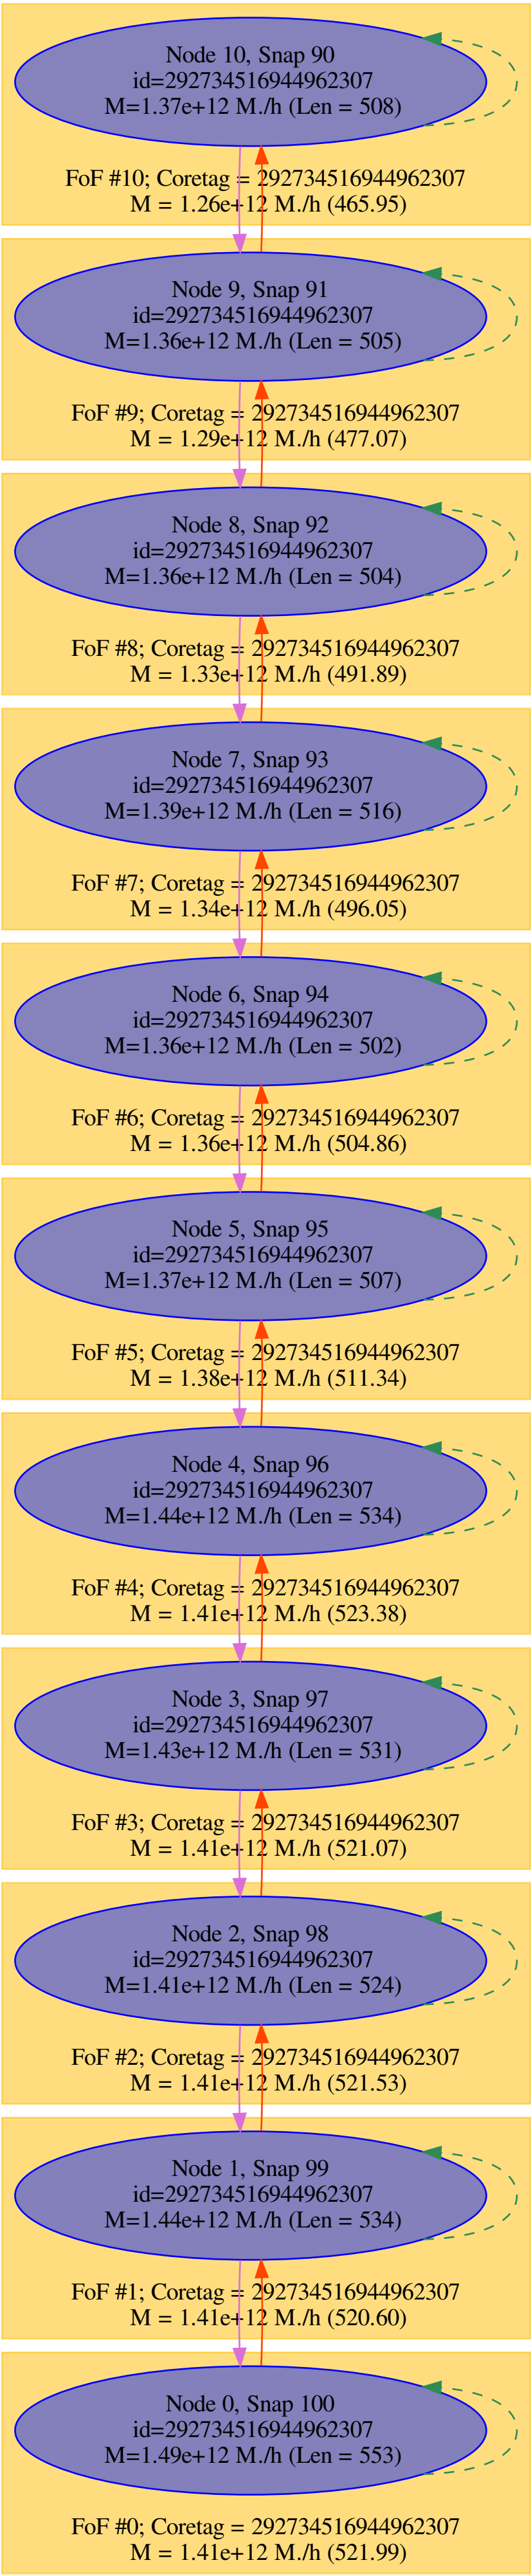 Node 10, Snap 90
id=292734516944962307
M=1.37e+12 M./h (Len = 508)
FoF #10; Coretag = 292734516944962307
M = 1.26e+12 M./h (465.95)
Node 9, Snap 91
id=292734516944962307
M=1.36e+12 M./h (Len = 505)
FoF #9; Coretag = 292734516944962307
M = 1.29e+12 M./h (477.07)
Node 8, Snap 92
id=292734516944962307
M=1.36e+12 M./h (Len = 504)
FoF #8; Coretag = 292734516944962307
M = 1.33e+12 M./h (491.89)
Node 7, Snap 93
id=292734516944962307
M=1.39e+12 M./h (Len = 516)
FoF #7; Coretag = 292734516944962307
M = 1.34e+12 M./h (496.05)
Node 6, Snap 94
id=292734516944962307
M=1.36e+12 M./h (Len = 502)
FoF #6; Coretag = 292734516944962307
M = 1.36e+12 M./h (504.86)
Node 5, Snap 95
id=292734516944962307
M=1.37e+12 M./h (Len = 507)
FoF #5; Coretag = 292734516944962307
M = 1.38e+12 M./h (511.34)
Node 4, Snap 96
id=292734516944962307
M=1.44e+12 M./h (Len = 534)
FoF #4; Coretag = 292734516944962307
M = 1.41e+12 M./h (523.38)
Node 3, Snap 97
id=292734516944962307
M=1.43e+12 M./h (Len = 531)
FoF #3; Coretag = 292734516944962307
M = 1.41e+12 M./h (521.07)
Node 2, Snap 98
id=292734516944962307
M=1.41e+12 M./h (Len = 524)
FoF #2; Coretag = 292734516944962307
M = 1.41e+12 M./h (521.53)
Node 1, Snap 99
id=292734516944962307
M=1.44e+12 M./h (Len = 534)
FoF #1; Coretag = 292734516944962307
M = 1.41e+12 M./h (520.60)
Node 0, Snap 100
id=292734516944962307
M=1.49e+12 M./h (Len = 553)
FoF #0; Coretag = 292734516944962307
M = 1.41e+12 M./h (521.99)